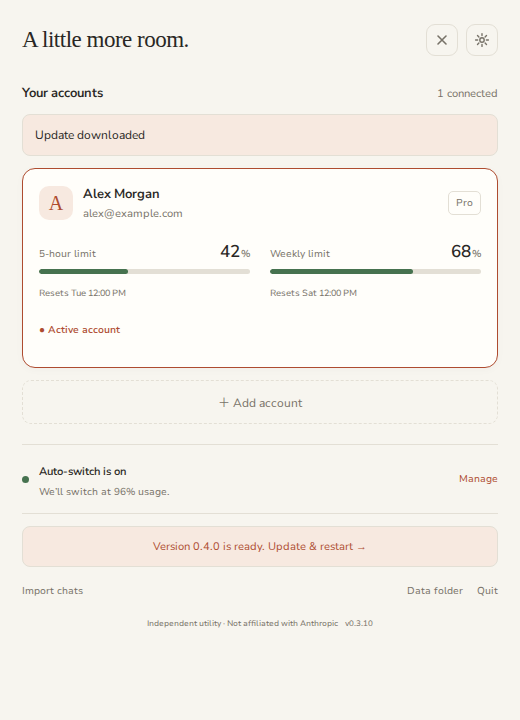 A little more room.
Your accounts
1 connected
Update downloaded
A
Alex Morgan
alex@example.com
Pro
5-hour limit
42%
Weekly limit
68%
Resets Tue 12:00 PM
Resets Sat 12:00 PM
● Active account
+ Add account
Auto-switch is on
We'll switch at 96% usage.
Manage
Version 0.4.0 is ready. Update & restart →
Import chats
Data folder
Quit
Independent utility · Not affiliated with Anthropic v0.3.10